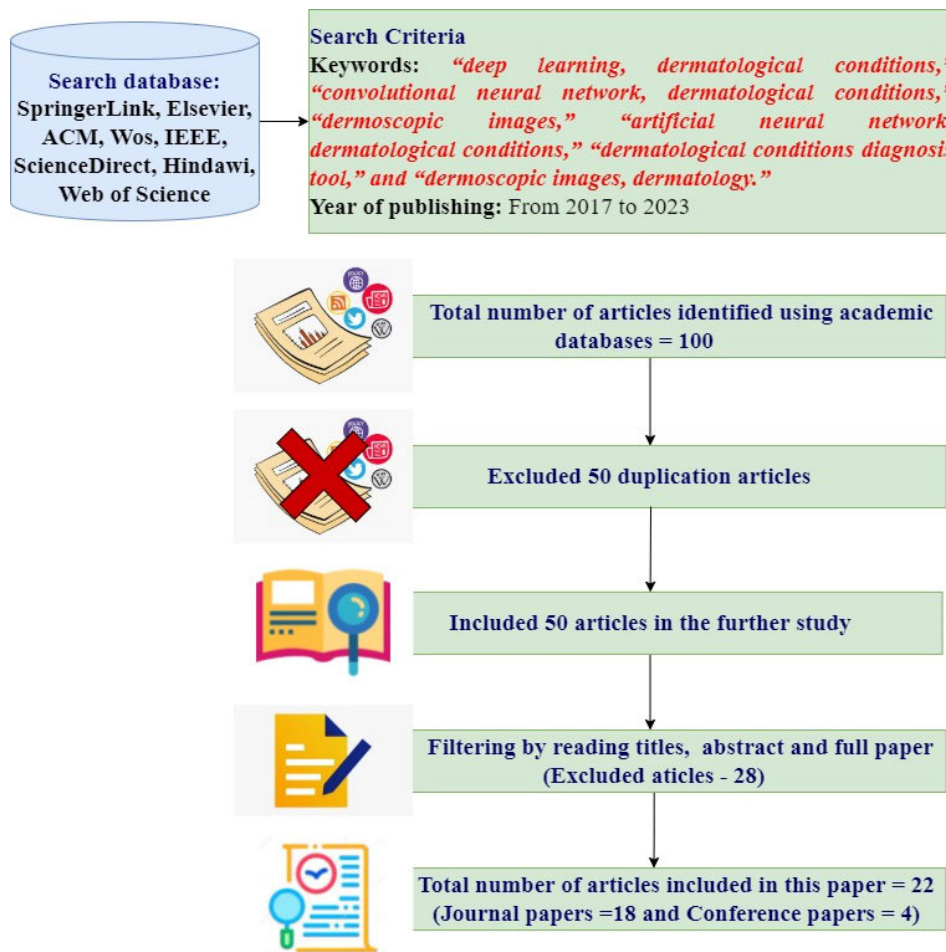 Search database:
SpringerLink, Elsevier,
ACM, Wos, IEEE,
ScienceDirect, Hindawi,
Web of Science
Search Criteria
Keywords: “deep learning, dermatological conditions,”
“convolutional neural network, dermatological conditions,”
“dermoscopic images,” “artificial neural network
dermatological conditions,” “dermatological conditions diagnosis
tool,” and “dermoscopic images, dermatology.”
Year of publishing: From 2017 to 2023
Total number of articles identified using academic
databases = 100
Excluded 50 duplication articles
Included 50 articles in the further study
Filtering by reading titles, abstract and full paper
(Excluded aticles - 28)
Total number of articles included in this paper = 22
(Journal papers =18 and Conference papers = 4)